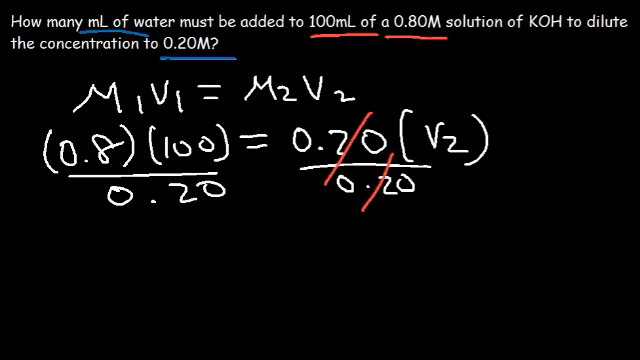 How many mL of water must be added to 100mL of a 0.80M solution of KOH to dilute
the concentration to 0.20M?
M₁V₁ = M₂V₂
(0.8)(100) = 0.20(V₂)
0.20 0.20